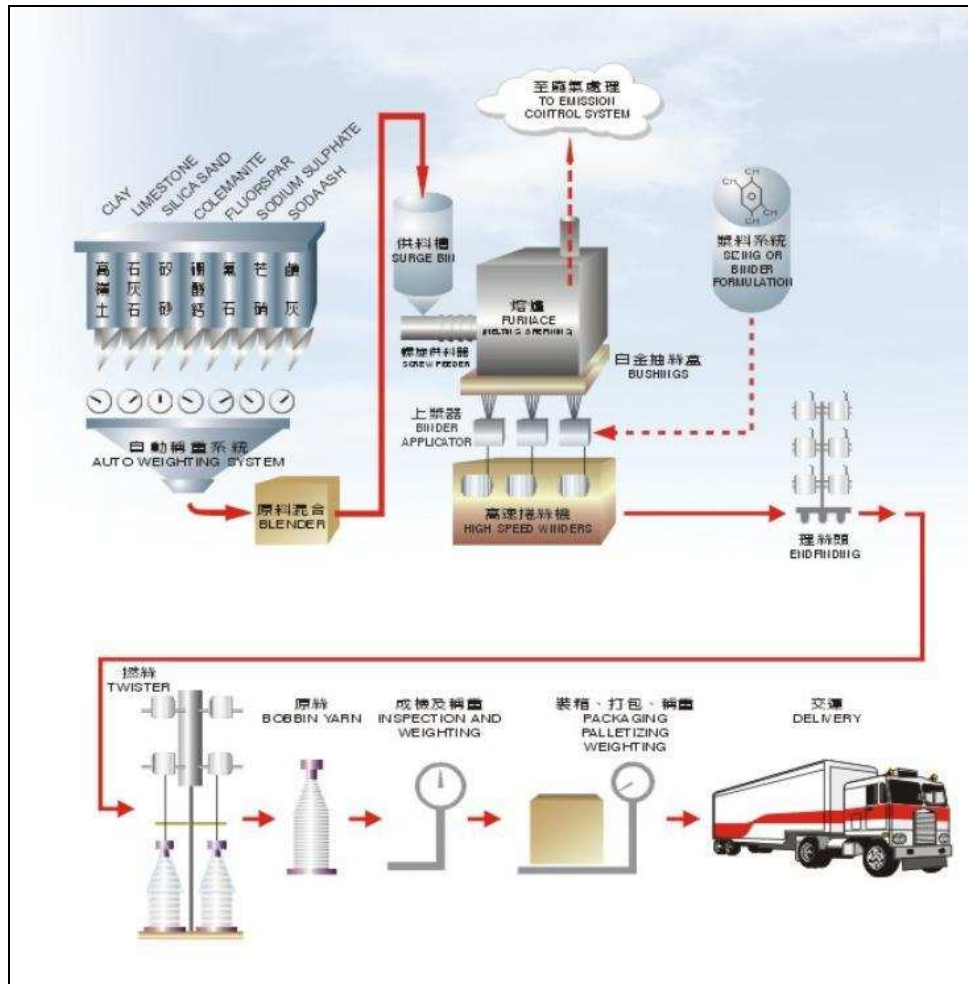 至廢氣處理
TO EMISSION
CONTROL SYSTEM
CLAY
LIMESTONE
SILICA SAND
COLEMANITE
FLUORSPAR
SODIUM SULPHATE
SODAASH
高嶺土
石灰石
矽砂
硼酸鈣
氟石
芒硝
鹼灰
自動稱重系統
AUTO WEIGHTING SYSTEM
原料混合
BLENDER
供料槽
SURGE BIN
螺旋供料器
SCREW FEEDER
熔爐
FURNACE
CH
CH
CH
CH
漿料系統
SIZING OR
BINDER
FORMULATION
白金抽絲盒
BUSHINGS
上漿器
BINDER
APPLICATOR
高速捲絲機
HIGH SPEED WINDERS
理絲頭
ENDFINDING
撚絲
TWISTER
原絲
BOBBIN YARN
成檢及稱重
INSPECTION AND
WEIGHTING
裝箱、打包、稱重
PACKAGING
PALLETIZING
WEIGHTING
交運
DELIVERY